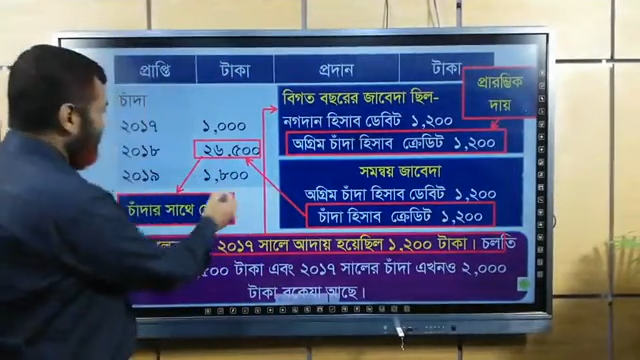 প্রাপ্তি টাকা প্রদান টাকা
চাঁদা
২০১৭ ১,০০০
২০১৮ ২৬,৫০০
২০১৯ ১,৮০০
চাঁদার সাথে
বিগত বছরের জাবেদা ছিল-
নগদান হিসাব ডেবিট ১,২০০
অগ্রিম চাঁদা হিসাব ক্রেডিট ১,২০০
প্রারম্ভিক
দায়
সমন্বয় জাবেদা
অগ্রিম চাঁদা হিসাব ডেবিট ১,২০০
চাঁদা হিসাব ক্রেডিট ১,২০০
২০১৭ সালে আদায় হয়েছিল ১,২০০ টাকা। চলতি
৫০০ টাকা এবং ২০১৭ সালের চাঁদা এখনও ২,০০০
টাকা বকেয়া আছে।